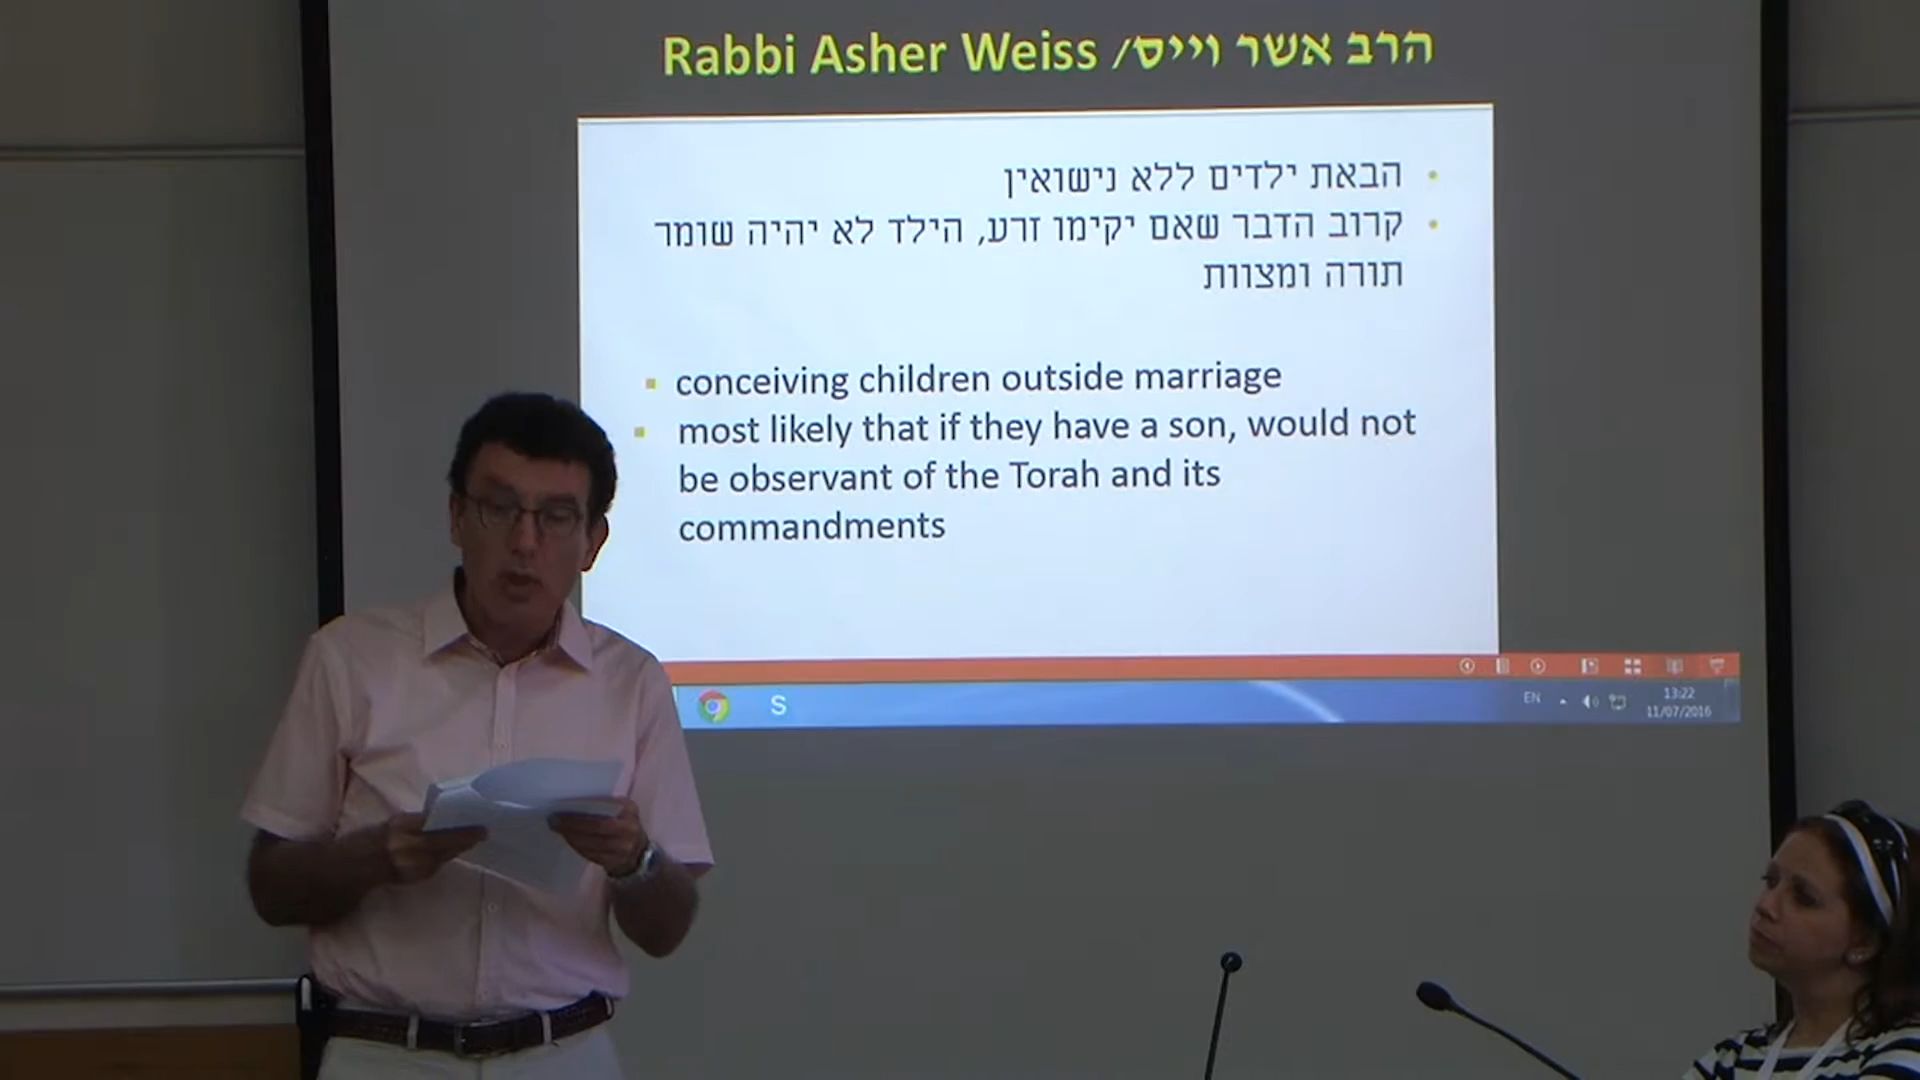 Rabbi Asher Weiss /הרב אשר וייס
הבאת ילדים ללא נישואין
קרוב הדבר שאם יקימו זרע, הילד לא יהיה שומר
תורה ומצוות
conceiving children outside marriage
most likely that if they have a son, would not
be observant of the Torah and its
commandments
S
EN
13:22
11/07/2016